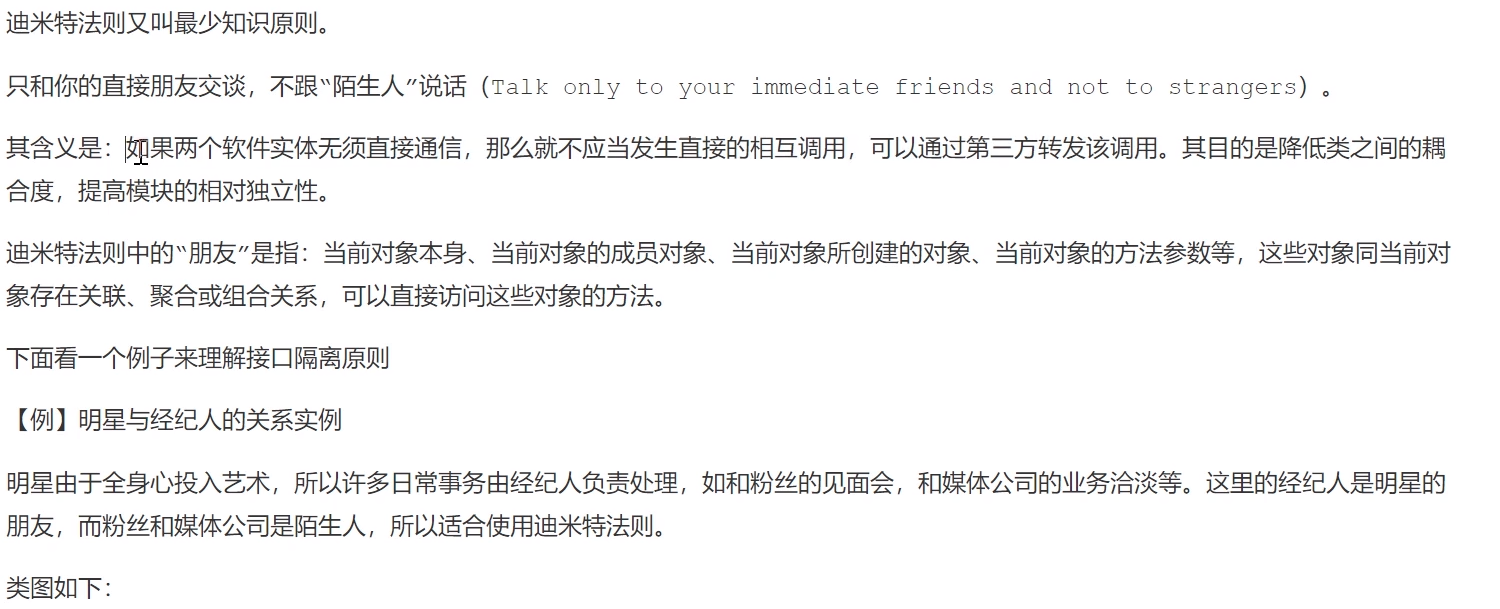 迪米特法则又叫最少知识原则。
只和你的直接朋友交谈，不跟“陌生人”说话（Talk only to your immediate friends and not to strangers）。
其含义是：如果两个软件实体无须直接通信，那么就不应当发生直接的相互调用，可以通过第三方转发该调用。其目的是降低类之间的耦
合度，提高模块的相对独立性。
迪米特法则中的“朋友”是指：当前对象本身、当前对象的成员对象、当前对象所创建的对象、当前对象的方法参数等，这些对象同当前对
象存在关联、聚合或组合关系，可以直接访问这些对象的方法。
下面看一个例子来理解接口隔离原则
【例】明星与经纪人的关系实例
明星由于全身心投入艺术，所以许多日常事务由经纪人负责处理，如和粉丝的见面会，和媒体公司的业务洽淡等。这里的经纪人是明星的
朋友，而粉丝和媒体公司是陌生人，所以适合使用迪米特法则。
类图如下：